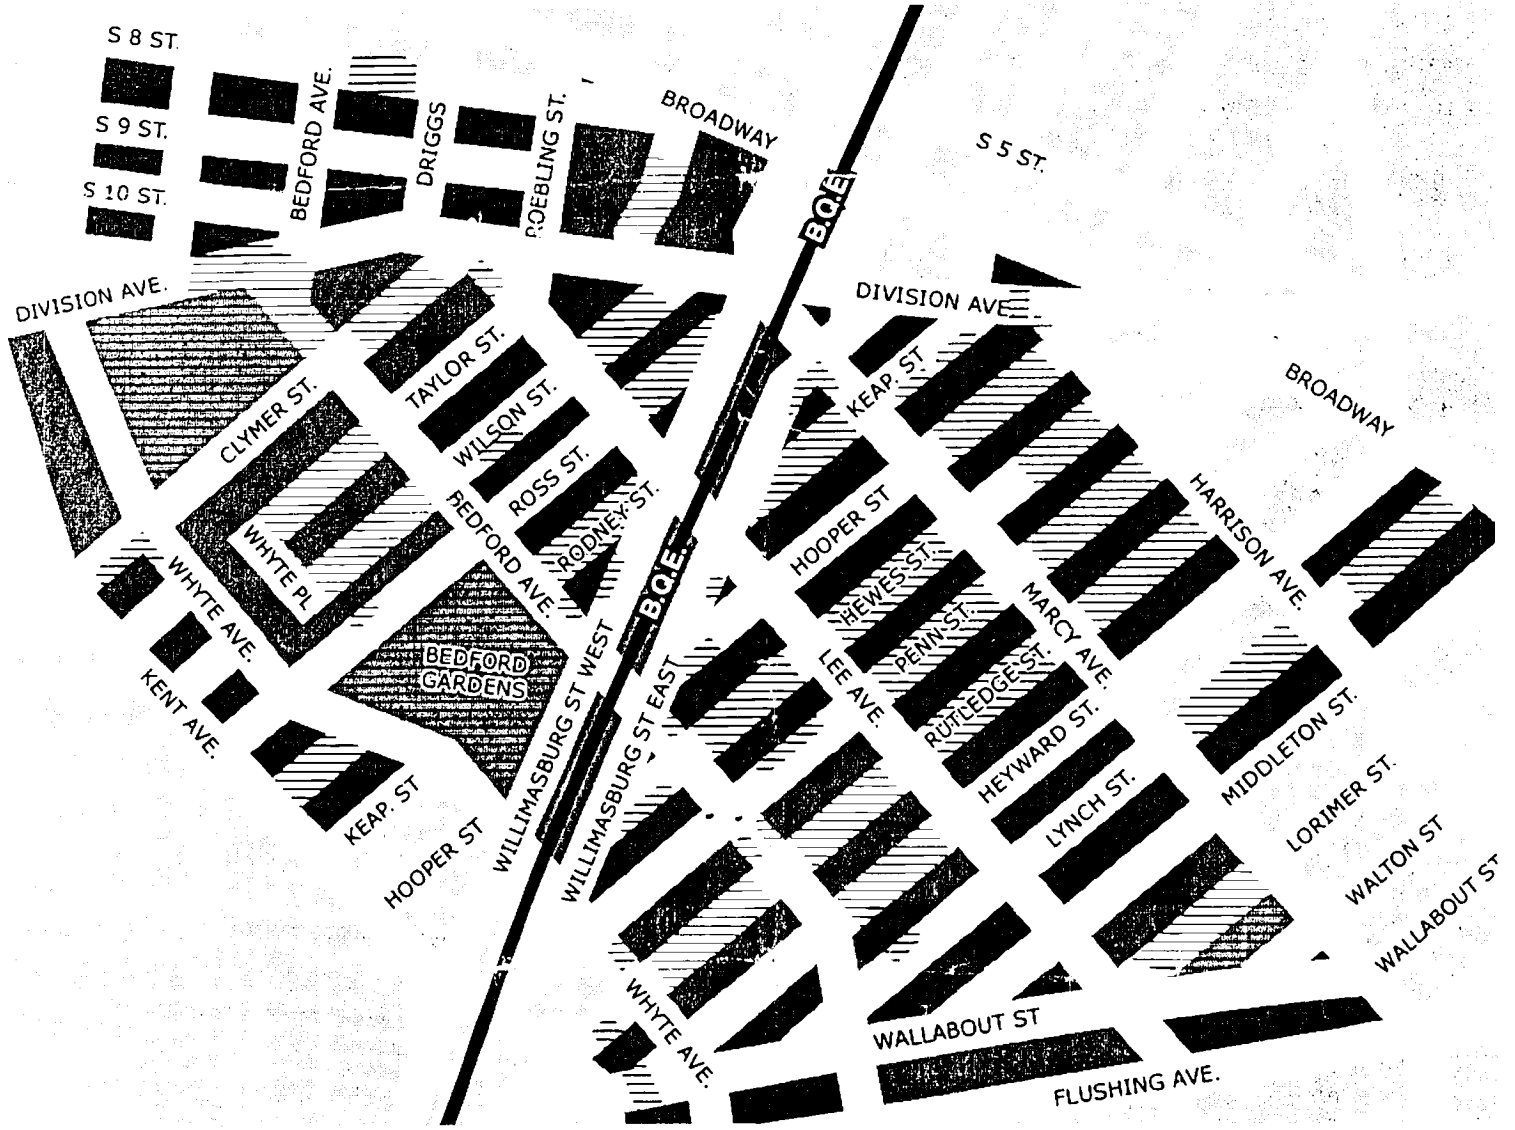 S 8 ST.
S 9 ST.
S 10 ST.
BEDFORD AVE.
DRIGGS
ROEBLING ST.
BROADWAY
B.Q.E
S 5 ST.
DIVISION AVE.
DIVISION AVE
KEAP. ST
BROADWAY
TAYLOR ST.
CLYMER ST.
WILSON ST.
ROSS ST.
RODNEY ST.
BEDFORD AVE.
HOOPER ST
HARRISON AVE.
WHYTE PL
WHYTE AVE.
HEWES ST.
B.Q.E.
PENN ST.
MARCY AVE.
BEDFORD
GARDENS
RUTLEDGE ST.
LEE AVE.
KENT AVE.
WILLIMASBURG ST WEST
WILLIMASBURG ST EAST
HEYWARD ST.
MIDDLETON ST.
LYNCH ST.
KEAP. ST
HOOPER ST
LORIMER ST.
WALTON ST
WALLABOUT ST
WHYTE AVE.
WALLABOUT ST
FLUSHING AVE.